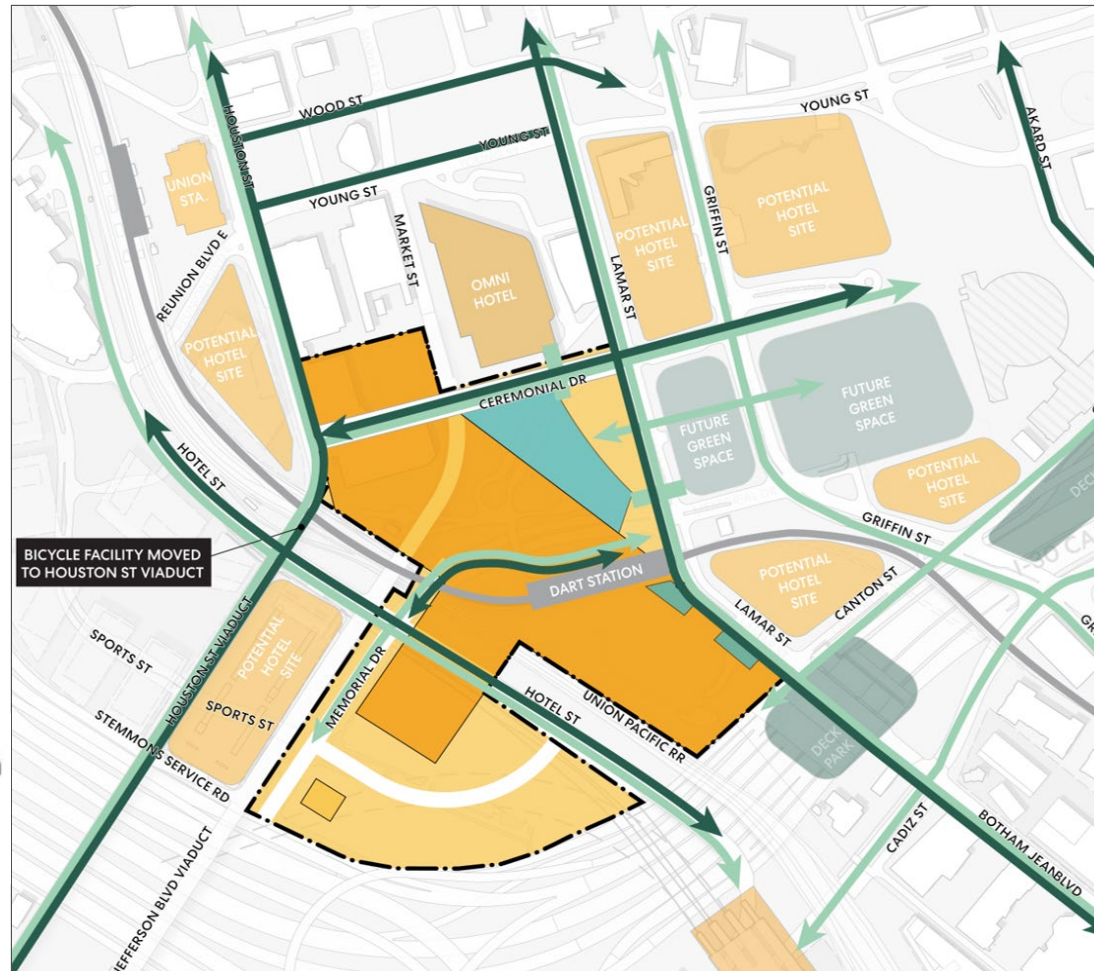 WOOD ST
YOUNG ST
YOUNG ST
YOUNG ST
HOUSTON ST
AKARD ST
UNION
STA.
MARKET ST
REUNION BLVD E
OMNI
HOTEL
POTENTIAL
HOTEL
SITE
GRIFFIN ST
POTENTIAL
HOTEL
SITE
LAMAR ST
POTENTIAL
HOTEL
SITE
CEREMONIAL DR
FUTURE
GREEN
SPACE
FUTURE
GREEN
SPACE
HOTEL ST
POTENTIAL
HOTEL
SITE
GRIFFIN ST
DECK
I-30 CA
BICYCLE FACILITY MOVED
TO HOUSTON ST VIADUCT
DART STATION
POTENTIAL
HOTEL
SITE
LAMAR ST
CANTON ST
GR
SPORTS ST
HOUSTON ST VIADUCT
POTENTIAL
HOTEL
SITE
SPORTS ST
MEMORIAL DR
STEMMONS SERVICE RD
HOTEL ST
UNION PACIFIC RR
DECK
PARK
CADIZ ST
BOTHAM JEAN BLVD
JEFFERSON BLVD VIADUCT